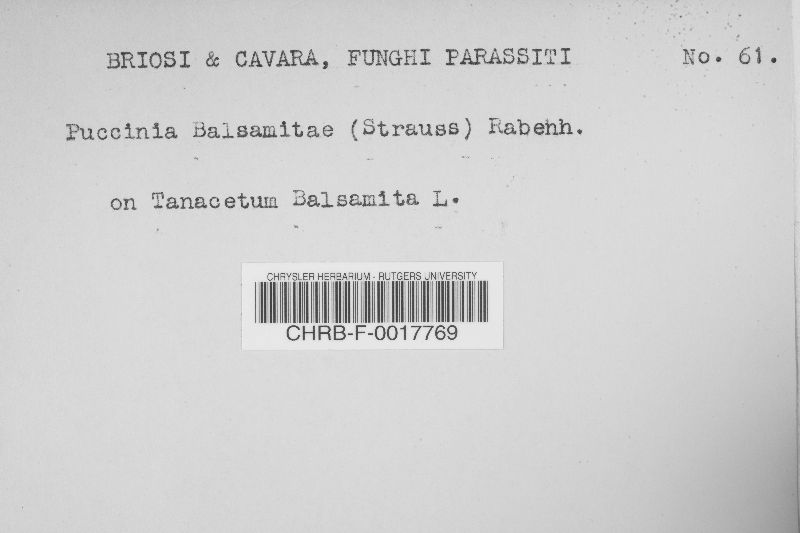 BRIOSI & CAVARA, FUNGHI PARASSITI No. 61.
Puccinia Balsamitae (Strauss) Rabenh.
on Tanacetum Balsamita L.
CHRYSLER HERBARIUM - RUTGERS UNIVERSITY
CHRB-F-0017769